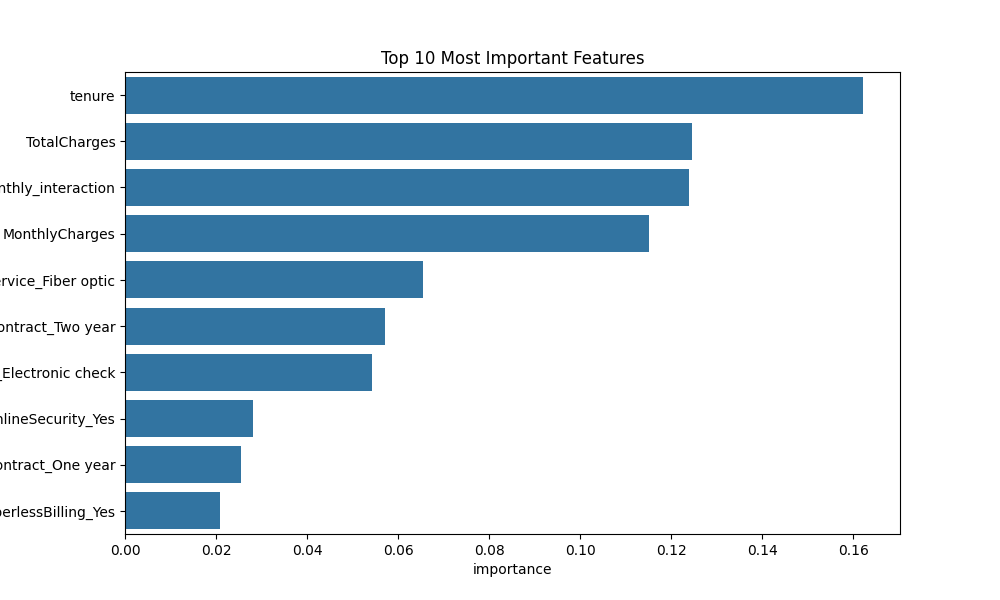 Top 10 Most Important Features
tenure
TotalCharges
nthly_interaction
MonthlyCharges
ervice_Fiber optic
ontract_Two year
_Electronic check
nlineSecurity_Yes
ontract_One year
perlessBilling_Yes
0.00 0.02 0.04 0.06 0.08 0.10 0.12 0.14 0.16
importance